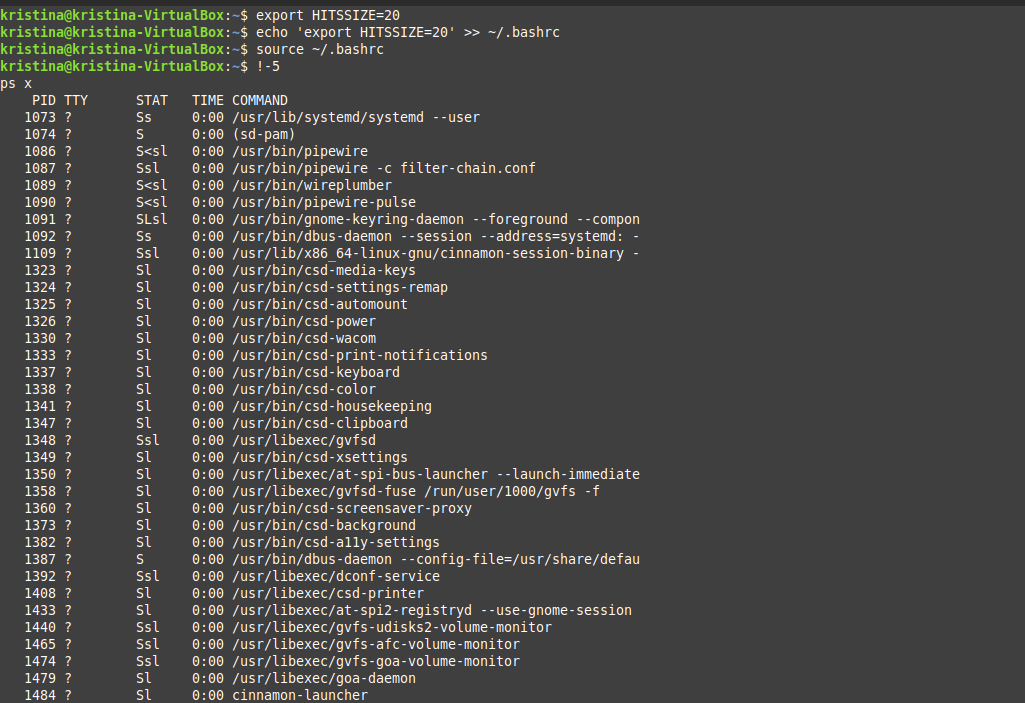 kristina@kristina-VirtualBox:~$ export HITSSIZE=20
kristina@kristina-VirtualBox:~$ echo 'export HITSSIZE=20' >> ~/.bashrc
kristina@kristina-VirtualBox:~$ source ~/.bashrc
kristina@kristina-VirtualBox:~$ !-5
ps x
    PID TTY      STAT   TIME COMMAND
   1073 ?        Ss     0:00 /usr/lib/systemd/systemd --user
   1074 ?        S      0:00 (sd-pam)
   1086 ?        S<sl   0:00 /usr/bin/pipewire
   1087 ?        Ssl    0:00 /usr/bin/pipewire -c filter-chain.conf
   1089 ?        S<sl   0:00 /usr/bin/wireplumber
   1090 ?        S<sl   0:00 /usr/bin/pipewire-pulse
   1091 ?        SLsl   0:00 /usr/bin/gnome-keyring-daemon --foreground --compon
   1092 ?        Ss     0:00 /usr/bin/dbus-daemon --session --address=systemd: -
   1109 ?        Ssl    0:00 /usr/lib/x86_64-linux-gnu/cinnamon-session-binary -
   1323 ?        Sl     0:00 /usr/bin/csd-media-keys
   1324 ?        Sl     0:00 /usr/bin/csd-settings-remap
   1325 ?        Sl     0:00 /usr/bin/csd-automount
   1326 ?        Sl     0:00 /usr/bin/csd-power
   1330 ?        Sl     0:00 /usr/bin/csd-wacom
   1333 ?        Sl     0:00 /usr/bin/csd-print-notifications
   1337 ?        Sl     0:00 /usr/bin/csd-keyboard
   1338 ?        Sl     0:00 /usr/bin/csd-color
   1341 ?        Sl     0:00 /usr/bin/csd-housekeeping
   1347 ?        Sl     0:00 /usr/bin/csd-clipboard
   1348 ?        Ssl    0:00 /usr/libexec/gvfsd
   1349 ?        Sl     0:00 /usr/bin/csd-xsettings
   1350 ?        Sl     0:00 /usr/libexec/at-spi-bus-launcher --launch-immediate
   1358 ?        Sl     0:00 /usr/libexec/gvfsd-fuse /run/user/1000/gvfs -f
   1360 ?        Sl     0:00 /usr/bin/csd-screensaver-proxy
   1373 ?        Sl     0:00 /usr/bin/csd-background
   1382 ?        Sl     0:00 /usr/bin/csd-a11y-settings
   1387 ?        S      0:00 /usr/bin/dbus-daemon --config-file=/usr/share/defau
   1392 ?        Ssl    0:00 /usr/libexec/dconf-service
   1408 ?        Sl     0:00 /usr/libexec/csd-printer
   1433 ?        Sl     0:00 /usr/libexec/at-spi2-registryd --use-gnome-session
   1440 ?        Ssl    0:00 /usr/libexec/gvfs-udisks2-volume-monitor
   1465 ?        Ssl    0:00 /usr/libexec/gvfs-afc-volume-monitor
   1474 ?        Ssl    0:00 /usr/libexec/gvfs-goa-volume-monitor
   1479 ?        Sl     0:00 /usr/libexec/goa-daemon
   1484 ?        Sl     0:00 cinnamon-launcher